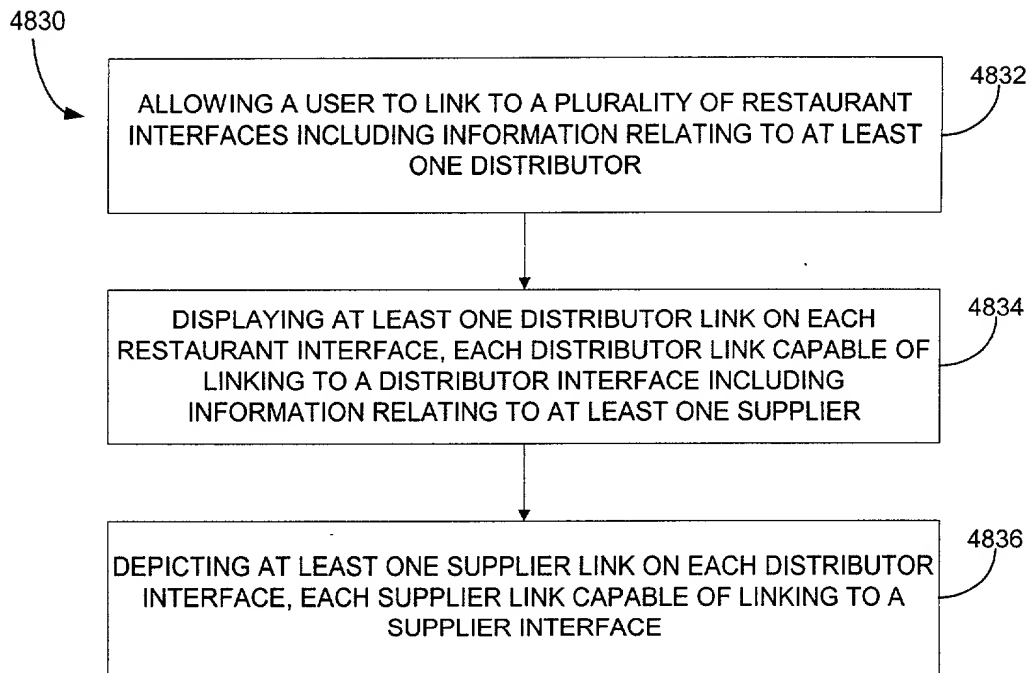 4830
4832
ALLOWING A USER TO LINK TO A PLURALITY OF RESTAURANT
INTERFACES INCLUDING INFORMATION RELATING TO AT LEAST
ONE DISTRIBUTOR
4834
DISPLAYING AT LEAST ONE DISTRIBUTOR LINK ON EACH
RESTAURANT INTERFACE, EACH DISTRIBUTOR LINK CAPABLE OF
LINKING TO A DISTRIBUTOR INTERFACE INCLUDING
INFORMATION RELATING TO AT LEAST ONE SUPPLIER
4836
DEPICTING AT LEAST ONE SUPPLIER LINK ON EACH DISTRIBUTOR
INTERFACE, EACH SUPPLIER LINK CAPABLE OF LINKING TO A
SUPPLIER INTERFACE